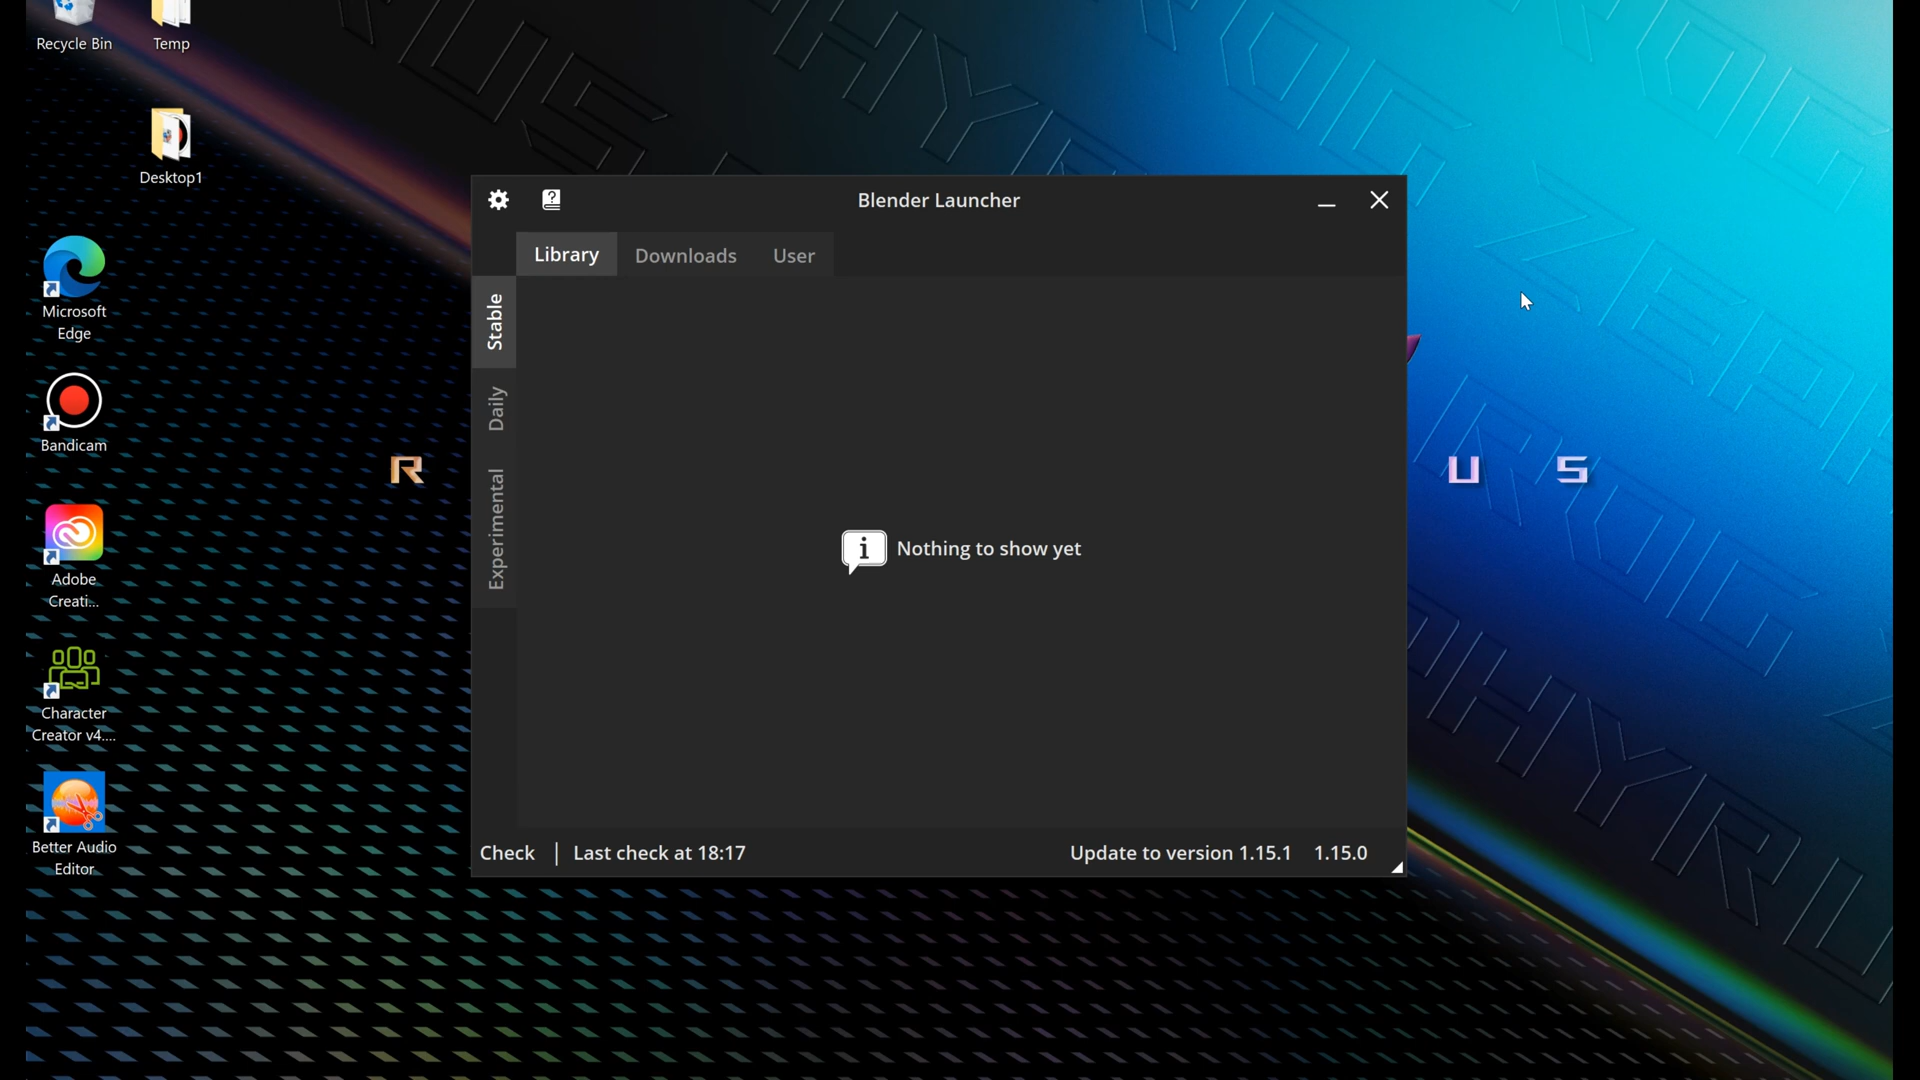 Recycle Bin
Temp
Desktop1
Microsoft
Edge
Bandicam
Adobe
Creati...
Character
Creator v4....
Better Audio
Editor
R
U S
Blender Launcher
Library Downloads User
Stable
Daily
Experimental
Nothing to show yet
Check | Last check at 18:17
Update to version 1.15.1 1.15.0